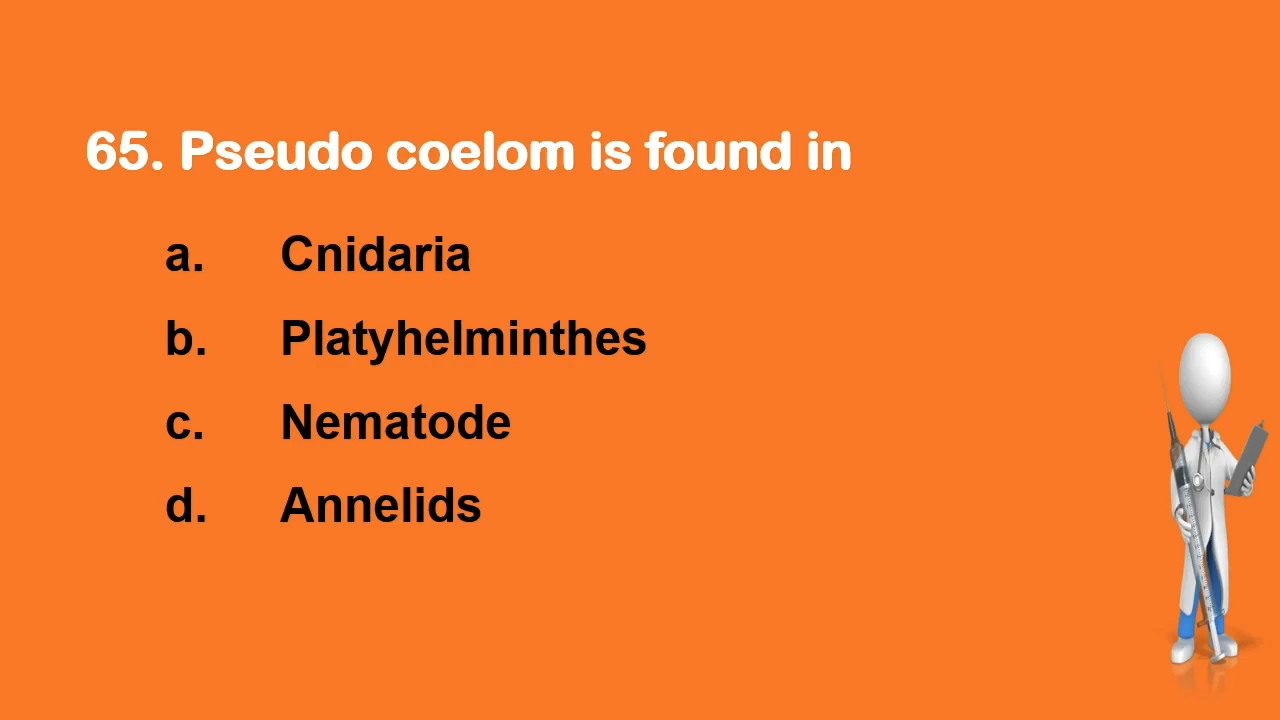 65. Pseudo coelom is found in
a. Cnidaria
b. Platyhelminthes
c. Nematode
d. Annelids